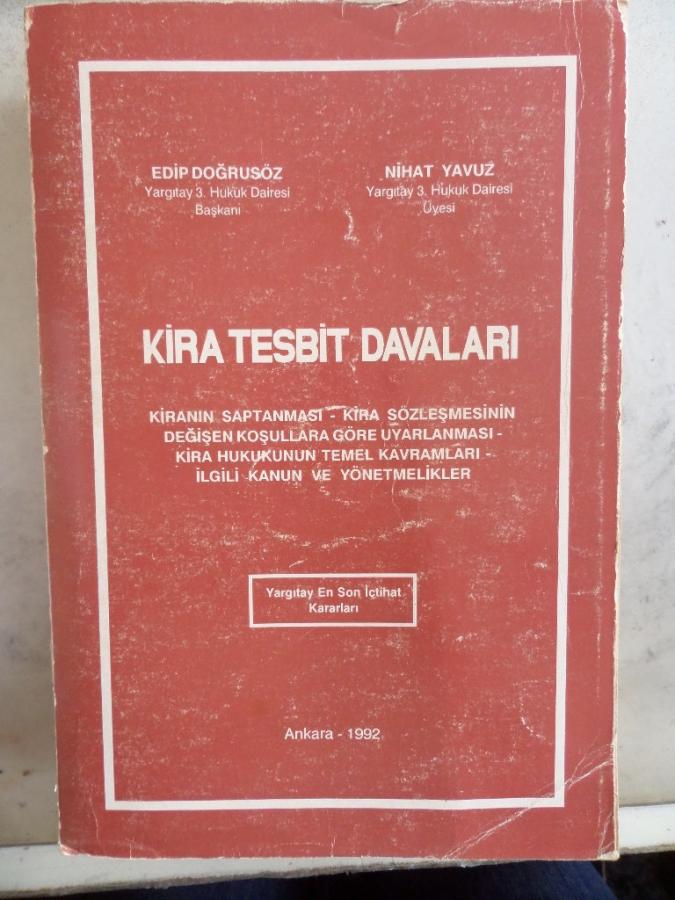 EDİP DOĞRUSÖZ
Yargıtay 3. Hukuk Dairesi
Başkanı
NİHAT YAVUZ
Yargıtay 3. Hukuk Dairesi
Üyesi
KİRA TESBİT DAVALARI
KİRANIN SAPTANMASI - KİRA SÖZLEŞMESİNİN
DEĞİŞEN KOŞULLARA GÖRE UYARLANMASI -
KİRA HUKUKUNUN TEMEL KAVRAMLARI -
İLGİLİ KANUN VE YÖNETMELİKLER
Yargıtay En Son İçtihat
Kararları
Ankara - 1992